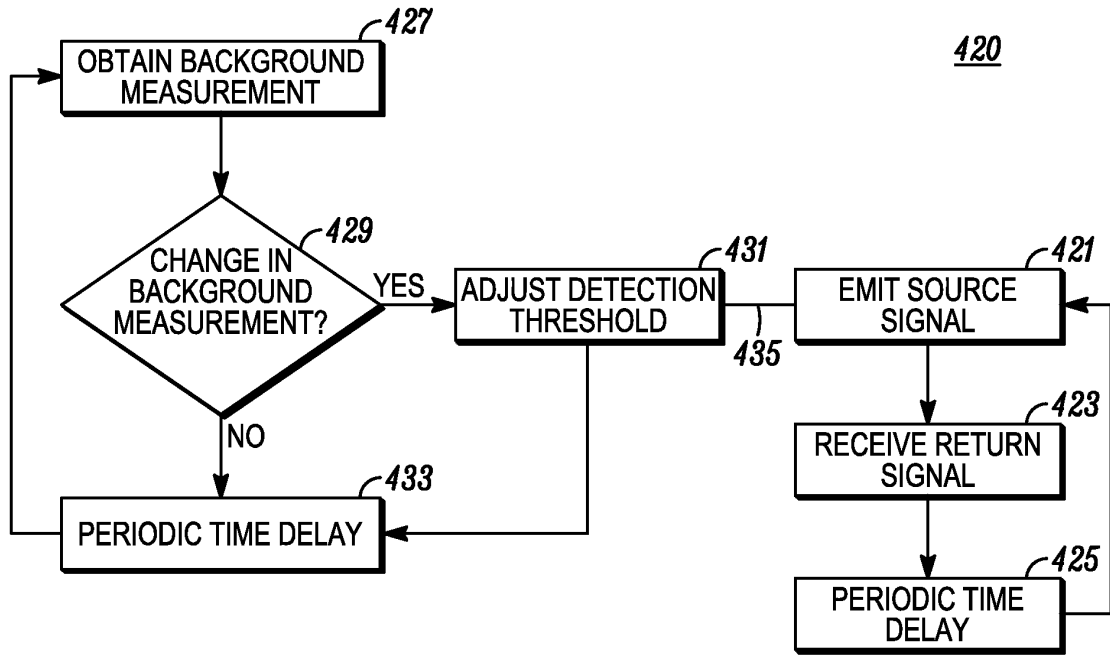 427
420
OBTAIN BACKGROUND
MEASUREMENT
429
CHANGE IN
BACKGROUND
MEASUREMENT?
YES
NO
431
ADJUST DETECTION
THRESHOLD
435
421
EMIT SOURCE
SIGNAL
423
RECEIVE RETURN
SIGNAL
433
PERIODIC TIME DELAY
425
PERIODIC TIME
DELAY